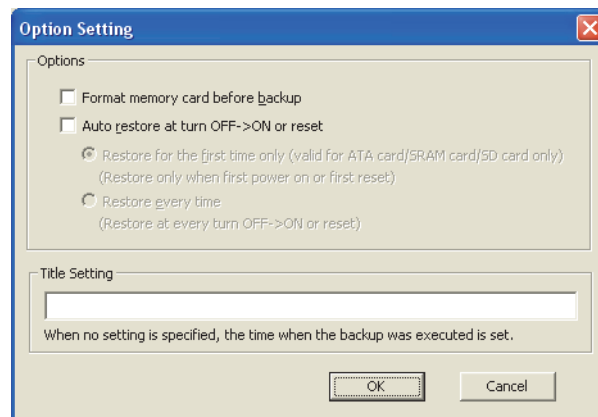 Option Setting
Options
Format memory card before backup
Auto restore at turn OFF->ON or reset
Restore for the first time only (valid for ATA card/SRAM card/SD card only)
(Restore only when first power on or first reset)
Restore every time
(Restore at every turn OFF->ON or reset)
Title Setting
When no setting is specified, the time when the backup was executed is set.
OK
Cancel